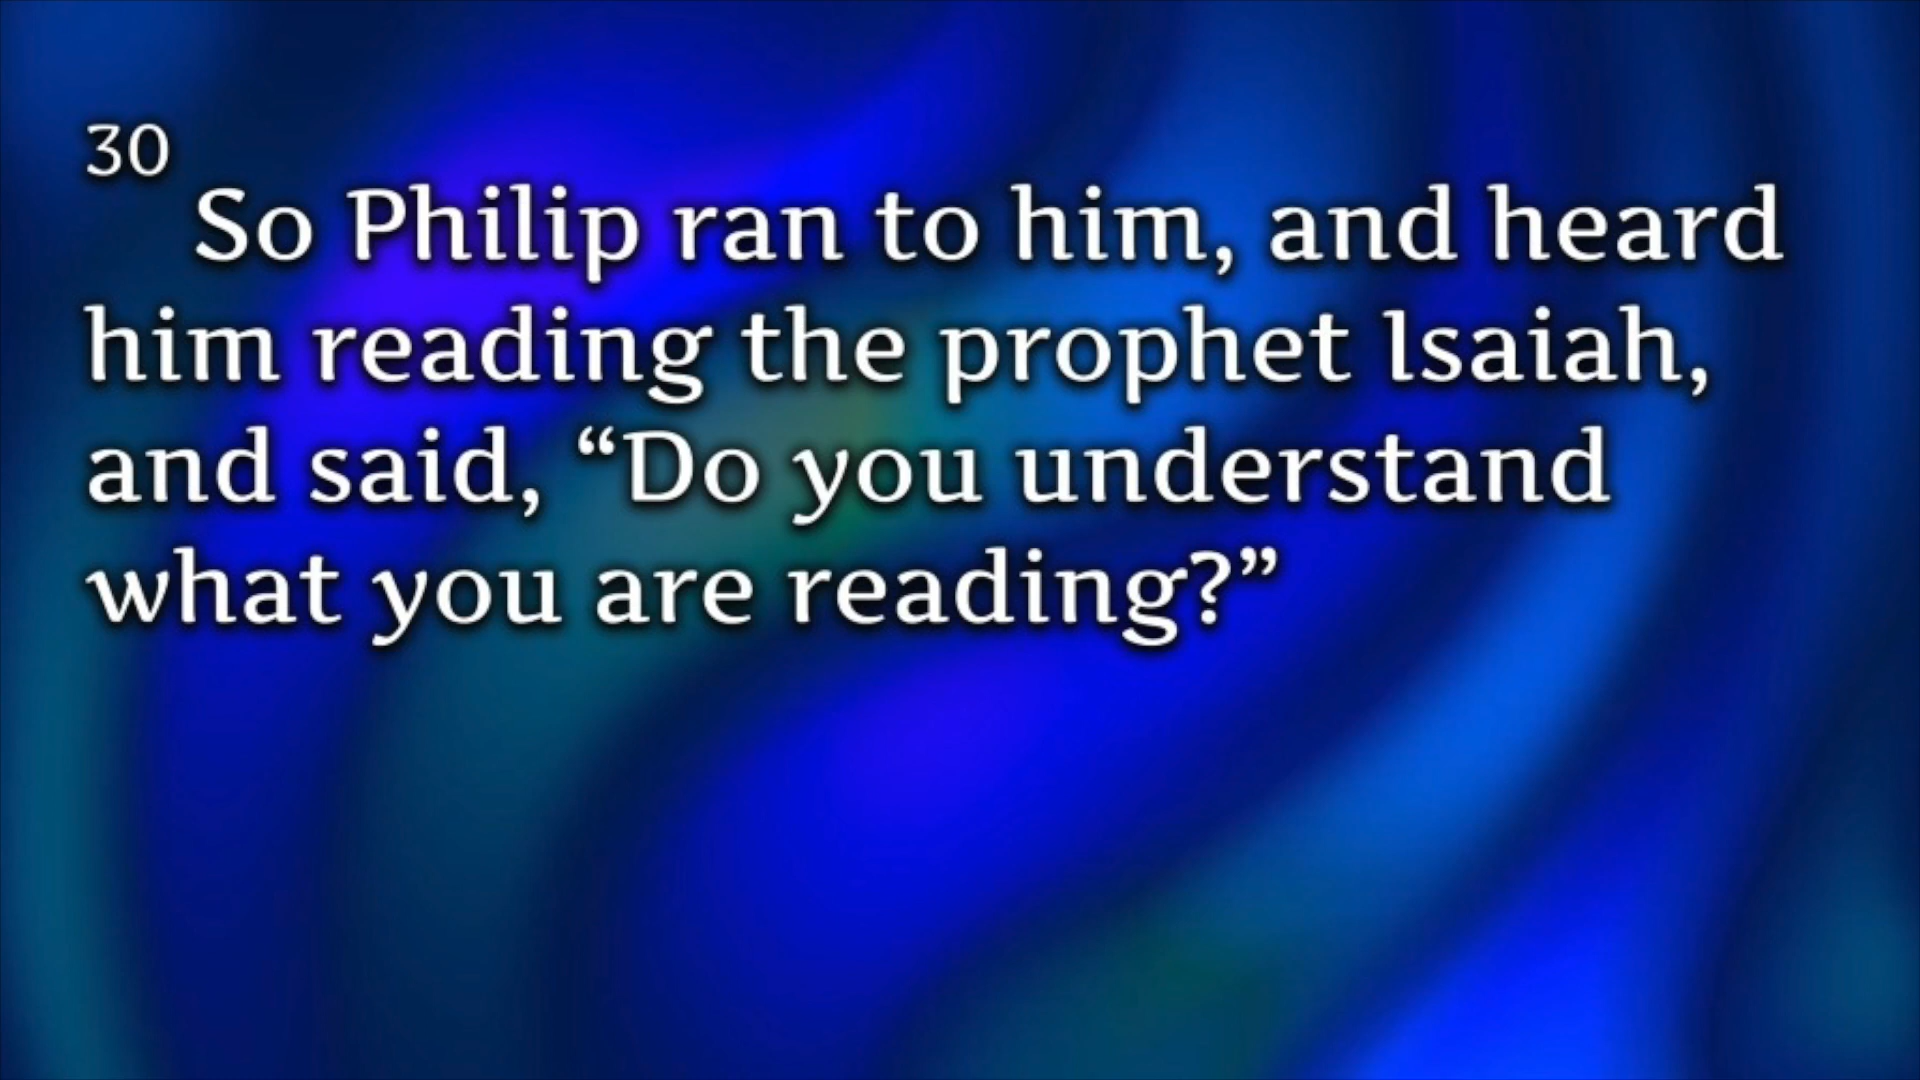 30
So Philip ran to him, and heard
him reading the prophet Isaiah,
and said, “Do you understand
what you are reading?”